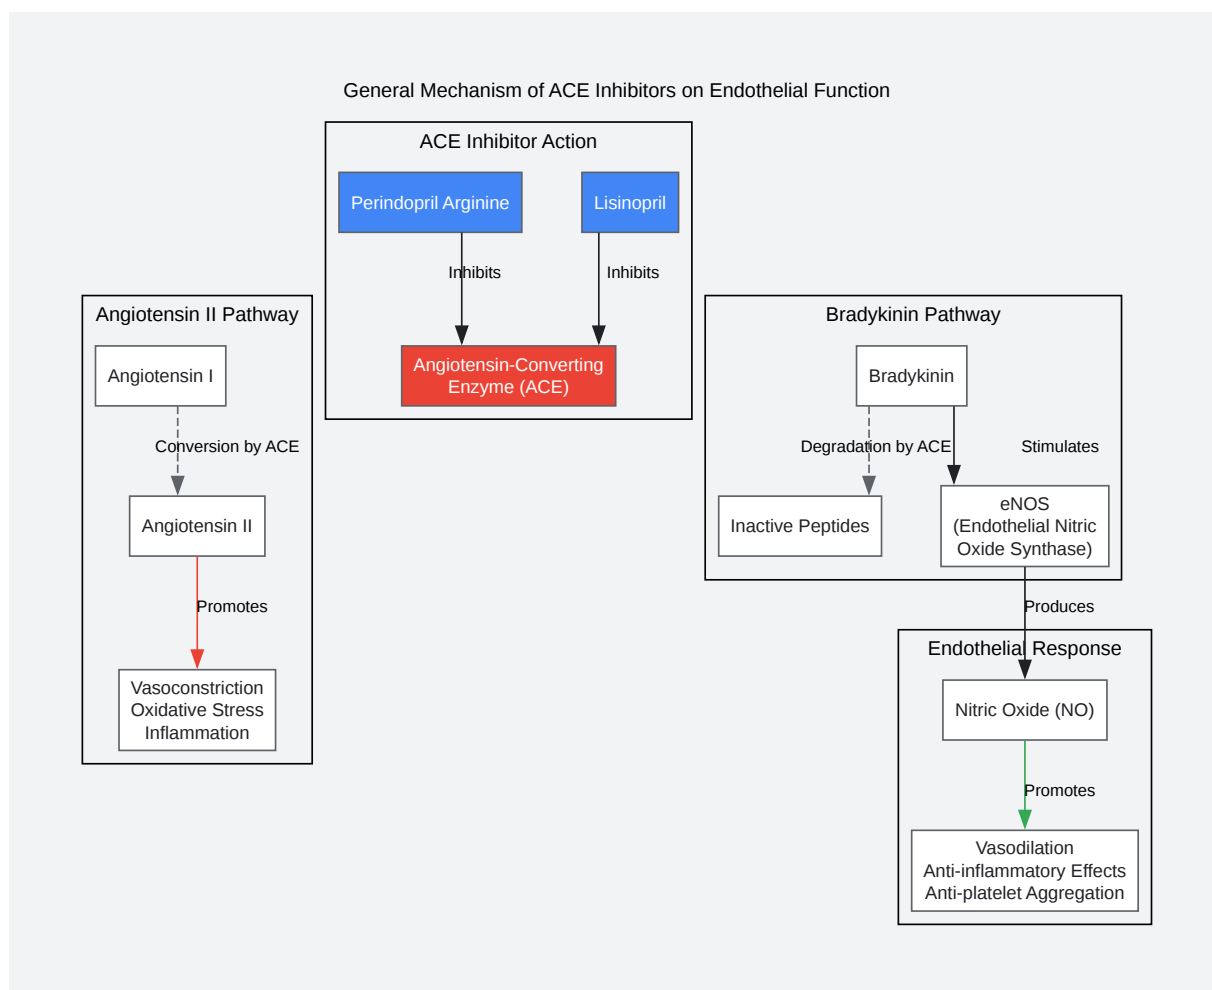 General Mechanism of ACE Inhibitors on Endothelial Function
ACE Inhibitor Action
Perindopril Arginine
Lisinopril
Inhibits
Inhibits
Angiotensin-Converting
Enzyme (ACE)
Angiotensin II Pathway
Angiotensin I
Conversion by ACE
Angiotensin II
Promotes
Vasoconstriction
Oxidative Stress
Inflammation
Bradykinin Pathway
Bradykinin
Degradation by ACE
Stimulates
Inactive Peptides
eNOS
(Endothelial Nitric
Oxide Synthase)
Produces
Endothelial Response
Nitric Oxide (NO)
Promotes
Vasodilation
Anti-inflammatory Effects
Anti-platelet Aggregation